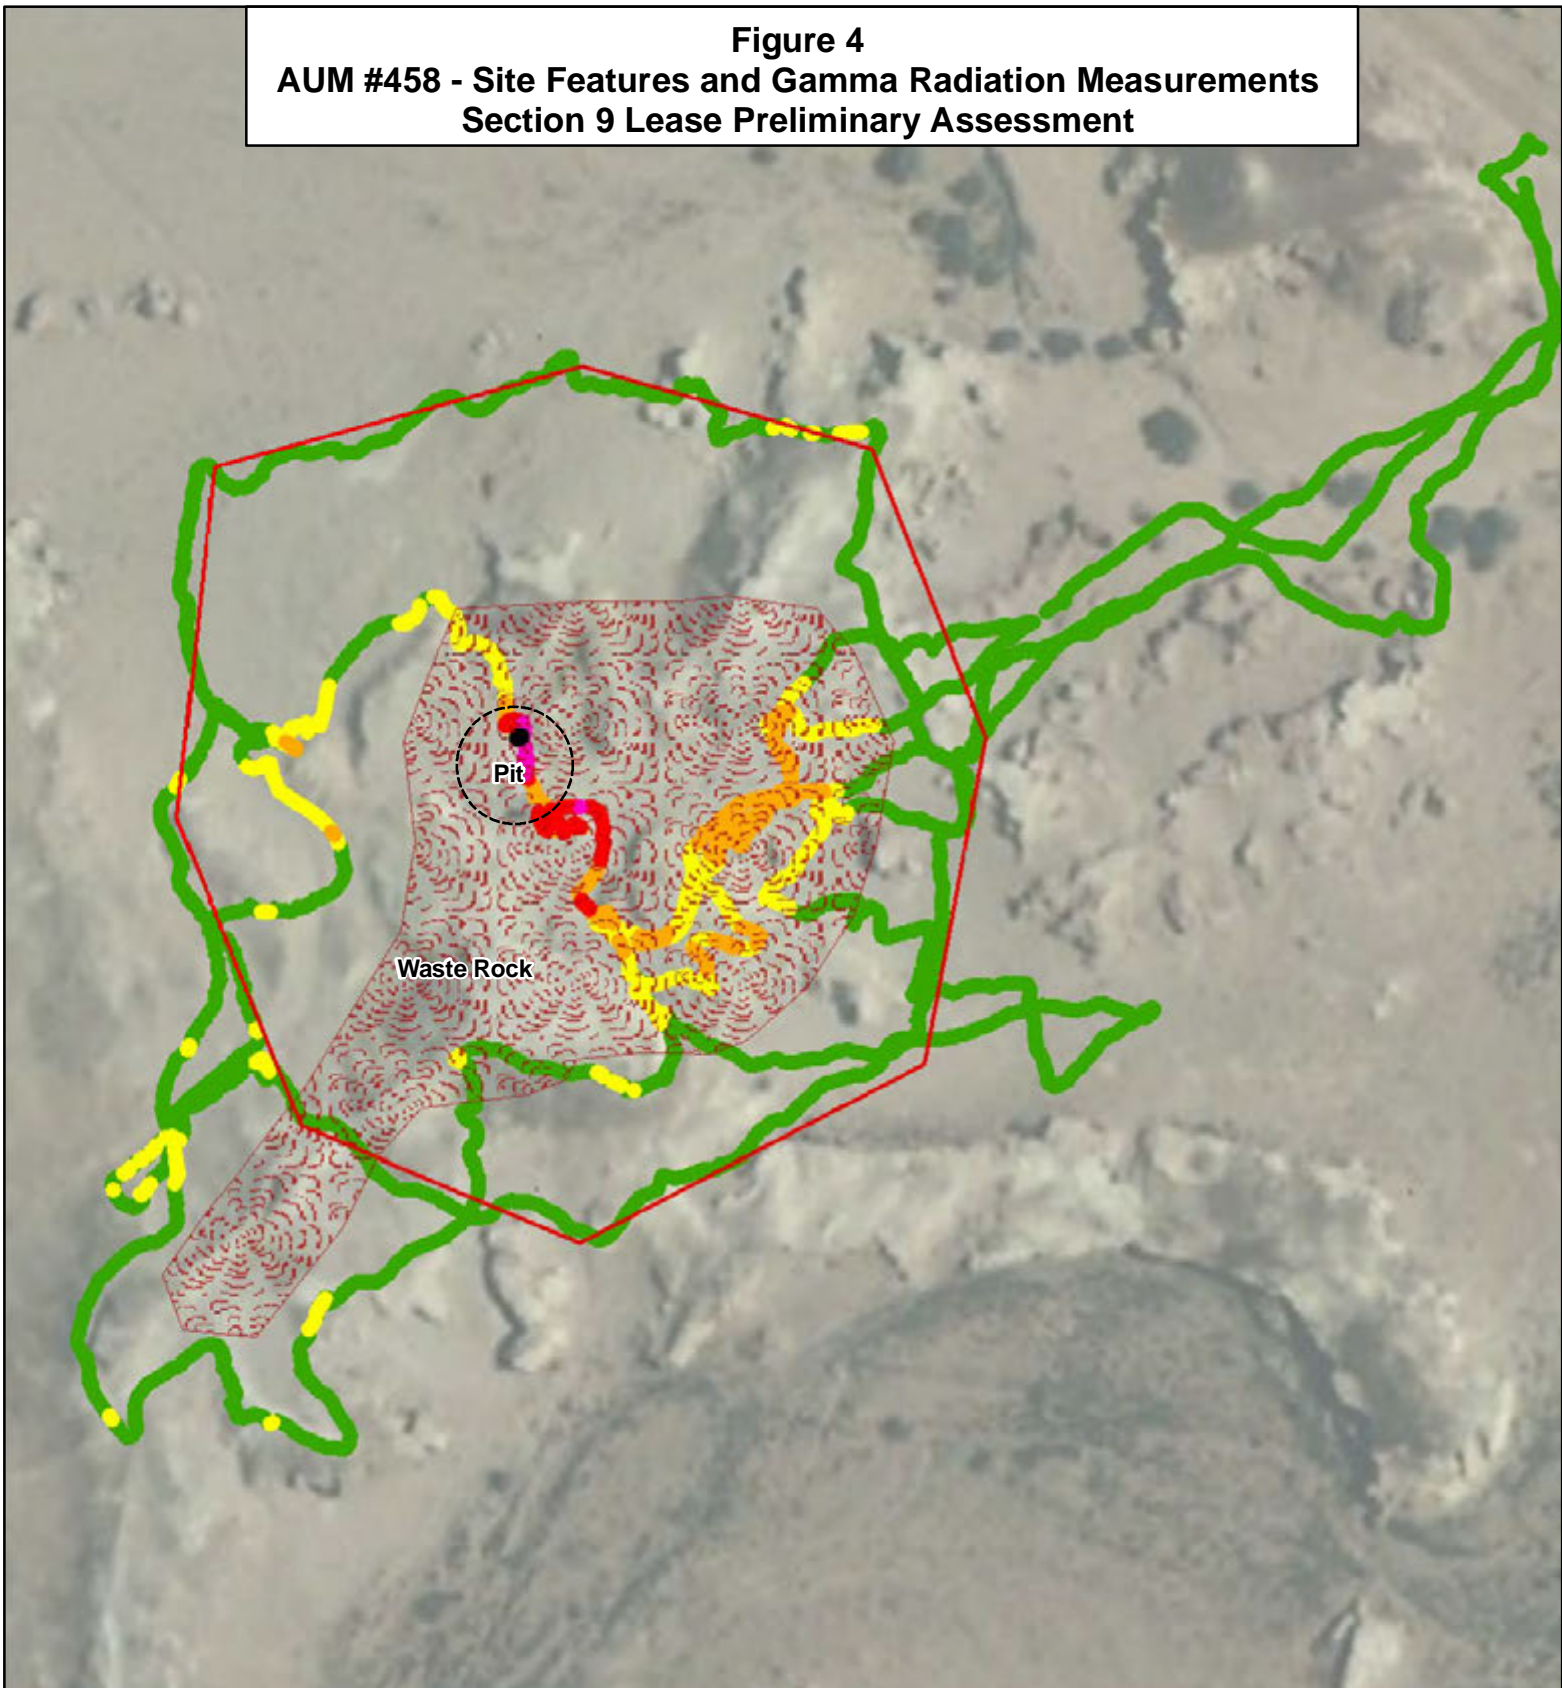 Figure 4
AUM #458 - Site Features and Gamma Radiation Measurements
Section 9 Lease Preliminary Assessment
Pit
Waste Rock